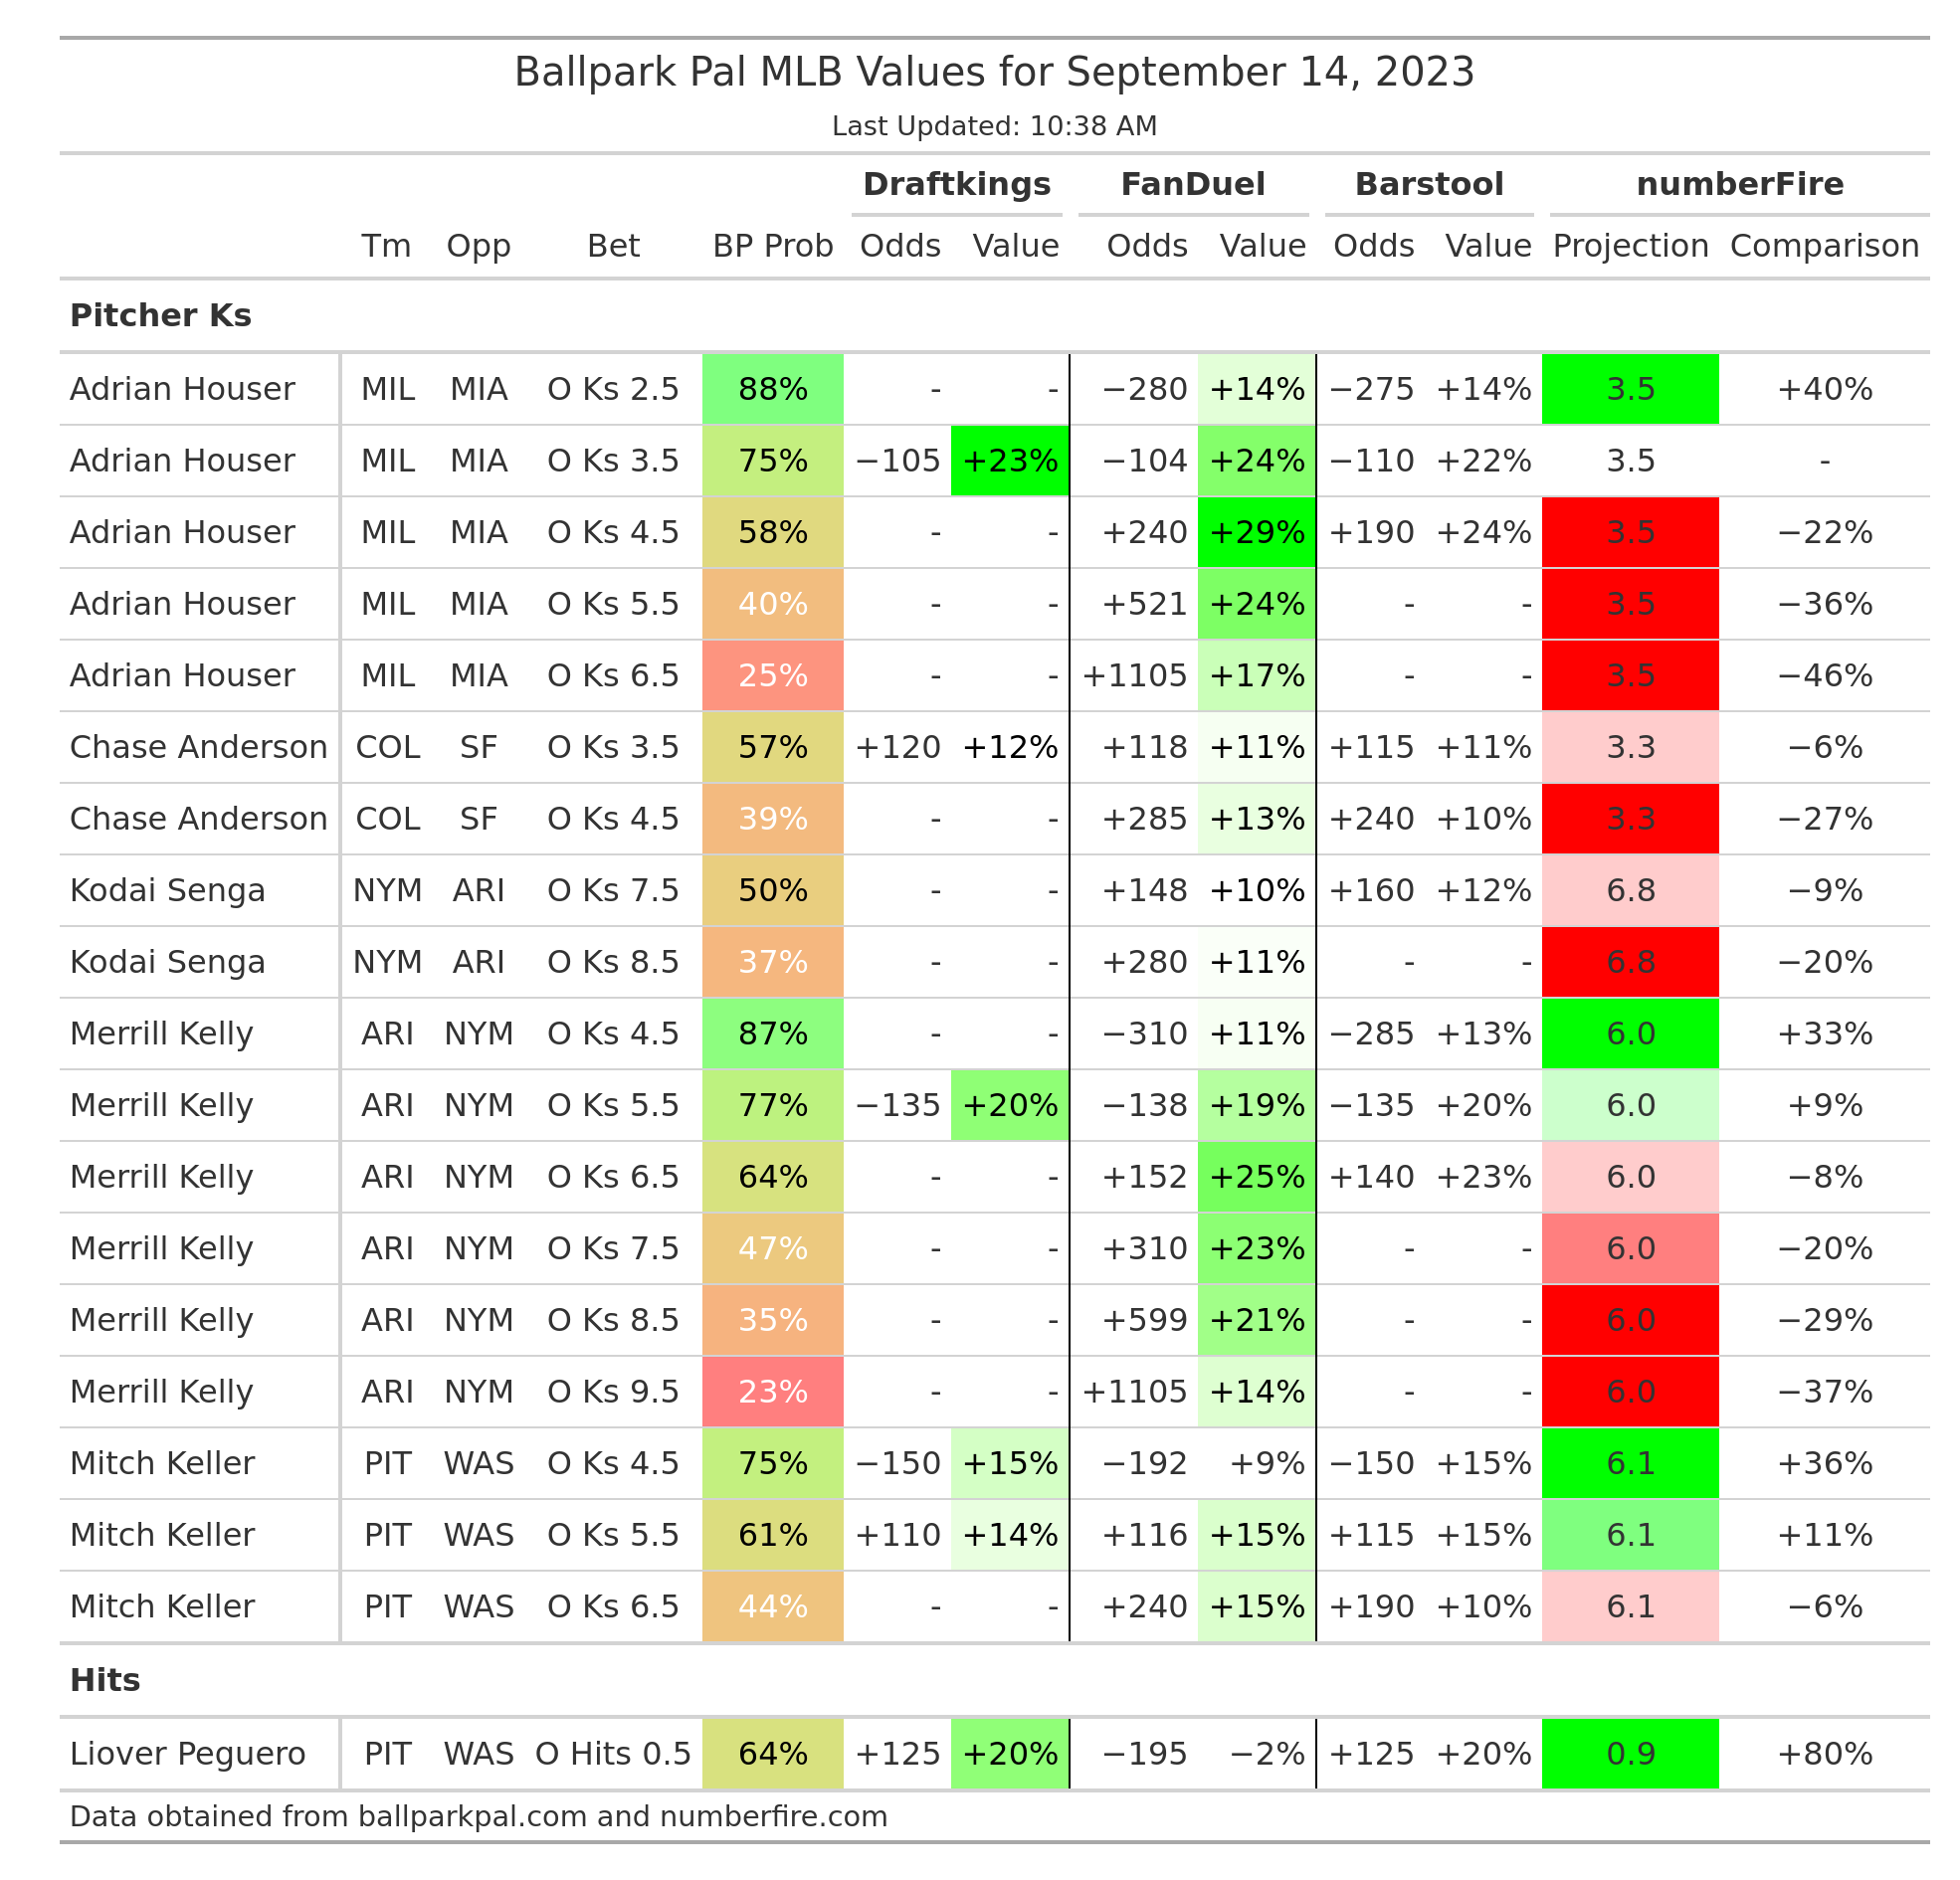 Ballpark Pal MLB Values for September 14, 2023
Last Updated: 10:38 AM
Draftkings FanDuel Barstool numberFire
Tm Opp Bet BP Prob Odds Value Odds Value Odds Value Projection Comparison
Pitcher Ks
Adrian Houser MIL MIA O Ks 2.5 88% - - −280 +14% −275 +14% 3.5 +40%
Adrian Houser MIL MIA O Ks 3.5 75% −105 +23% −104 +24% −110 +22% 3.5 -
Adrian Houser MIL MIA O Ks 4.5 58% - - +240 +29% +190 +24% 3.5 −22%
Adrian Houser MIL MIA O Ks 5.5 40% - - +521 +24% - - 3.5 −36%
Adrian Houser MIL MIA O Ks 6.5 25% - - +1105 +17% - - 3.5 −46%
Chase Anderson COL SF O Ks 3.5 57% +120 +12% +118 +11% +115 +11% 3.3 −6%
Chase Anderson COL SF O Ks 4.5 39% - - +285 +13% +240 +10% 3.3 −27%
Kodai Senga NYM ARI O Ks 7.5 50% - - +148 +10% +160 +12% 6.8 −9%
Kodai Senga NYM ARI O Ks 8.5 37% - - +280 +11% - - 6.8 −20%
Merrill Kelly ARI NYM O Ks 4.5 87% - - −310 +11% −285 +13% 6.0 +33%
Merrill Kelly ARI NYM O Ks 5.5 77% −135 +20% −138 +19% −135 +20% 6.0 +9%
Merrill Kelly ARI NYM O Ks 6.5 64% - - +152 +25% +140 +23% 6.0 −8%
Merrill Kelly ARI NYM O Ks 7.5 47% - - +310 +23% - - 6.0 −20%
Merrill Kelly ARI NYM O Ks 8.5 35% - - +599 +21% - - 6.0 −29%
Merrill Kelly ARI NYM O Ks 9.5 23% - - +1105 +14% - - 6.0 −37%
Mitch Keller PIT WAS O Ks 4.5 75% −150 +15% −192 +9% −150 +15% 6.1 +36%
Mitch Keller PIT WAS O Ks 5.5 61% +110 +14% +116 +15% +115 +15% 6.1 +11%
Mitch Keller PIT WAS O Ks 6.5 44% - - +240 +15% +190 +10% 6.1 −6%
Hits
Liover Peguero PIT WAS O Hits 0.5 64% +125 +20% −195 −2% +125 +20% 0.9 +80%
Data obtained from ballparkpal.com and numberfire.com